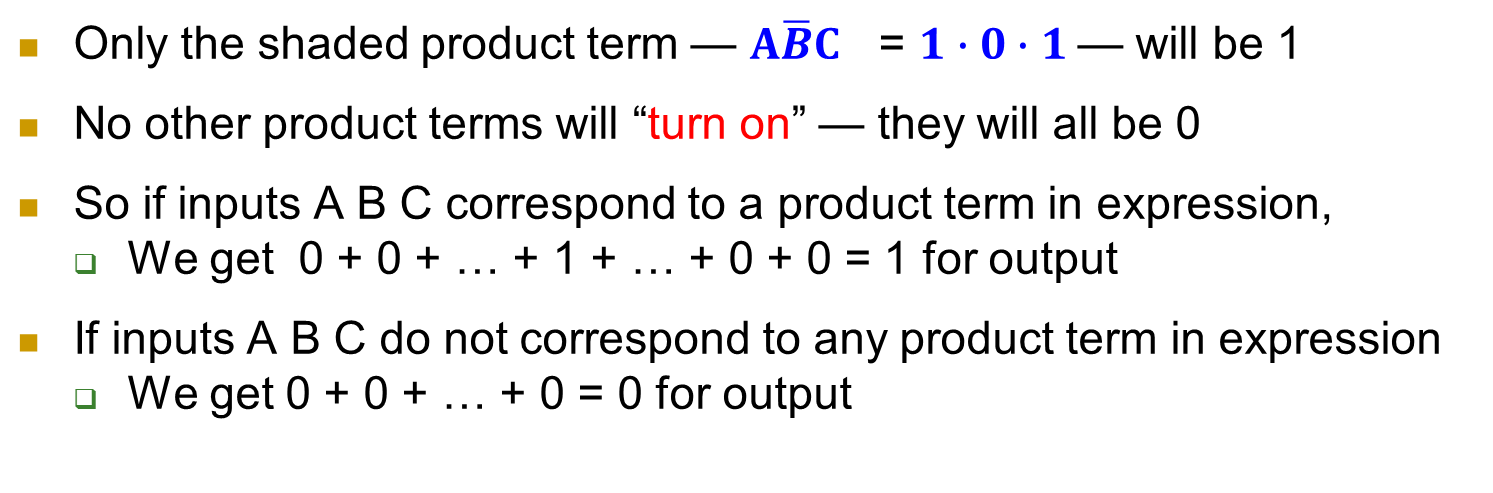 Only the shaded product term — AB̅C = 1 · 0 · 1 — will be 1
No other product terms will “turn on” — they will all be 0
So if inputs A B C correspond to a product term in expression,
We get 0 + 0 + … + 1 + … + 0 + 0 = 1 for output
If inputs A B C do not correspond to any product term in expression
We get 0 + 0 + … + 0 = 0 for output